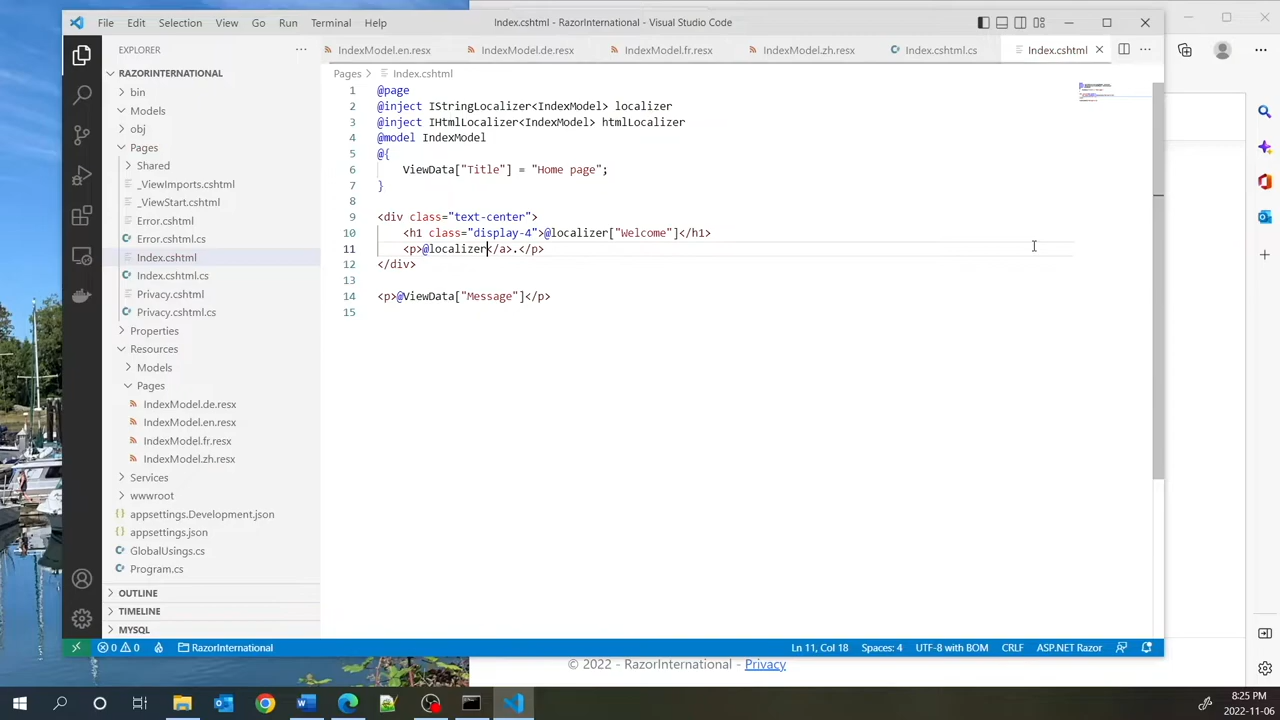 File Edit Selection View Go Run Terminal Help
Index.cshtml - RazorInternational - Visual Studio Code
EXPLORER
IndexModel.en.resx
IndexModel.de.resx
IndexModel.fr.resx
IndexModel.zh.resx
Index.cshtml.cs
Index.cshtml
RAZORINTERNATIONAL
bin
Models
obj
Pages
Shared
_ViewImports.cshtml
_ViewStart.cshtml
Error.cshtml
Error.cshtml.cs
Index.cshtml
Index.cshtml.cs
Privacy.cshtml
Privacy.cshtml.cs
Properties
Resources
Models
Pages
IndexModel.de.resx
IndexModel.en.resx
IndexModel.fr.resx
IndexModel.zh.resx
Services
wwwroot
appsettings.Development.json
appsettings.json
GlobalUsings.cs
Program.cs
OUTLINE
TIMELINE
MYSQL
Pages > Index.cshtml
1 @page
2 @inject IStringLocalizer<IndexModel> localizer
3 @inject IHtmlLocalizer<IndexModel> htmlLocalizer
4 @model IndexModel
5 @{
6 ViewData["Title"] = "Home page";
7 }
8
9 <div class="text-center">
10 <h1 class="display-4">@localizer["Welcome"]</h1>
11 <p>@localizer</a>.</p>
12 </div>
13
14 <p>@ViewData["Message"]</p>
15
0 0 RazorInternational
Ln 11, Col 18 Spaces: 4 UTF-8 with BOM CRLF ASP.NET Razor
© 2022 - RazorInternational - Privacy
8:25 PM
2022-11-06